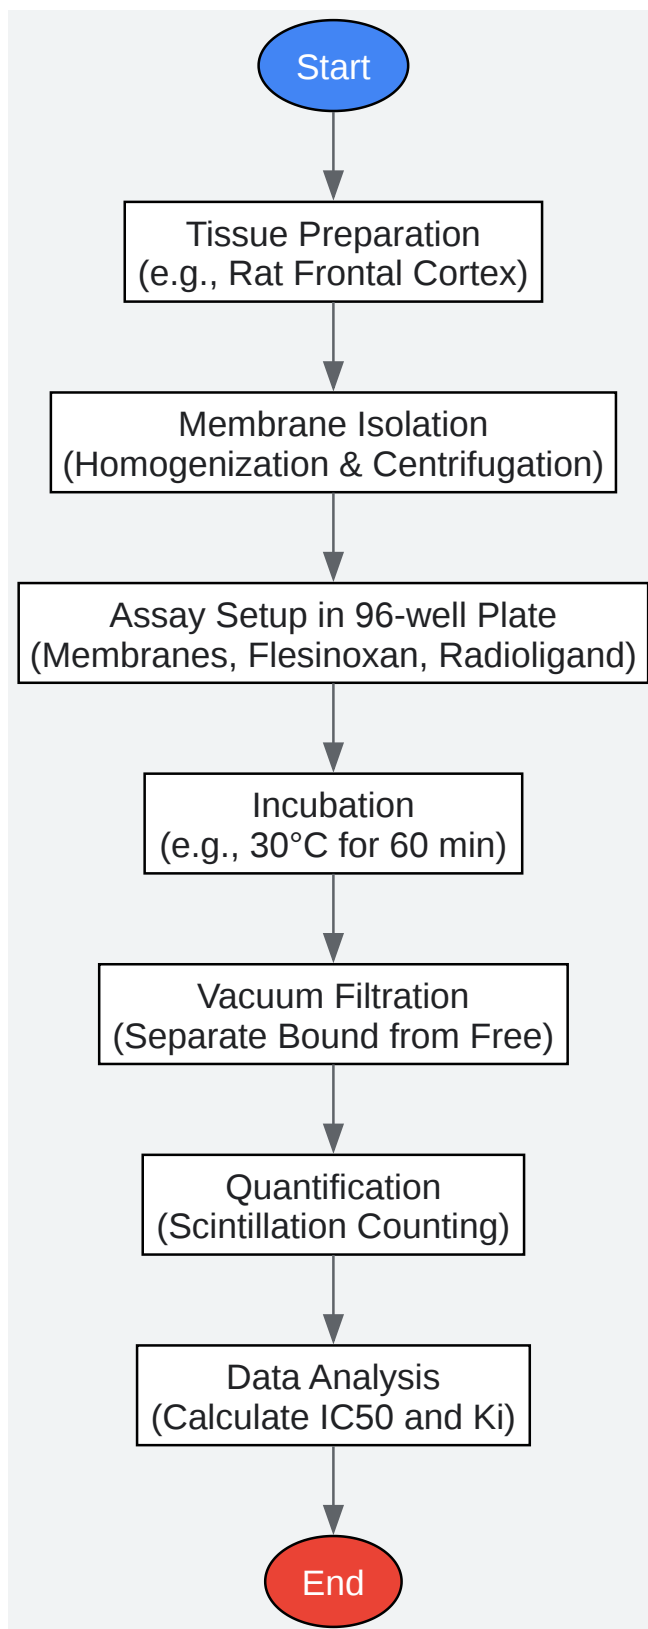 Start
Tissue Preparation
(e.g., Rat Frontal Cortex)
Membrane Isolation
(Homogenization & Centrifugation)
Assay Setup in 96-well Plate
(Membranes, Flesinoxan, Radioligand)
Incubation
(e.g., 30°C for 60 min)
Vacuum Filtration
(Separate Bound from Free)
Quantification
(Scintillation Counting)
Data Analysis
(Calculate IC50 and Ki)
End